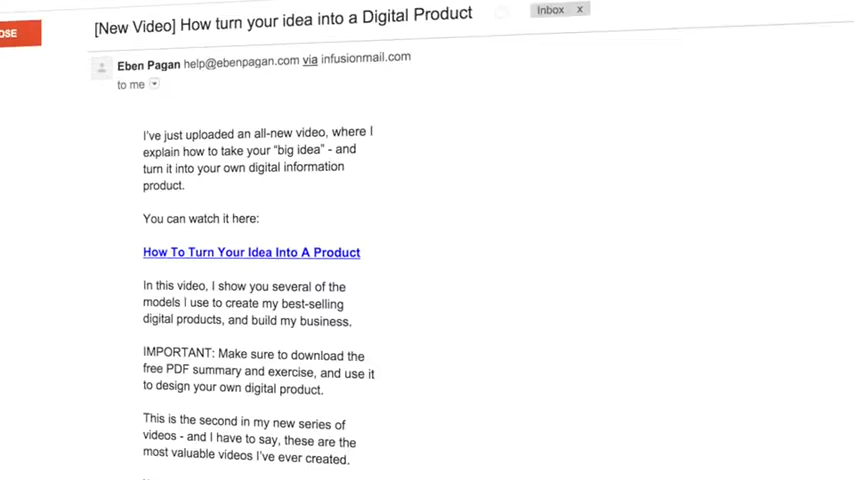 [New Video] How turn your idea into a Digital Product
Inbox x
OSE
Eben Pagan help@ebenpagan.com via infusionmail.com
to me
I've just uploaded an all-new video, where I
explain how to take your “big idea” - and
turn it into your own digital information
product.
You can watch it here:
How To Turn Your Idea Into A Product
In this video, I show you several of the
models I use to create my best-selling
digital products, and build my business.
IMPORTANT: Make sure to download the
free PDF summary and exercise, and use it
to design your own digital product.
This is the second in my new series of
videos - and I have to say, these are the
most valuable videos I've ever created.